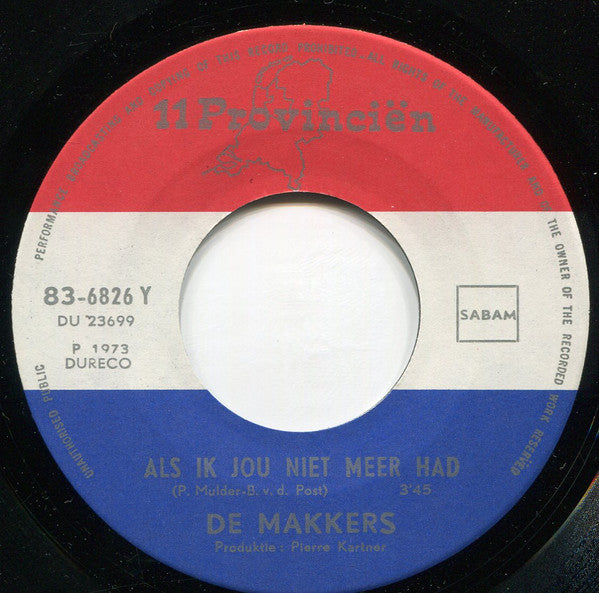 UNAUTHORISED PUBLIC PERFORMANCE, BROADCASTING AND COPYING OF THIS RECORD PROHIBITED. ALL RIGHTS OF THE MANUFACTURER AND OF THE OWNER OF THE RECORDED WORK RESERVED
11 Provinciën
83-6826 Y
DU 23699
SABAM
P 1973
DURECO
ALS IK JOU NIET MEER HAD
(P. Mulder-B. v. d. Post) 3'45
DE MAKKERS
Produktie : Pierre Kartner